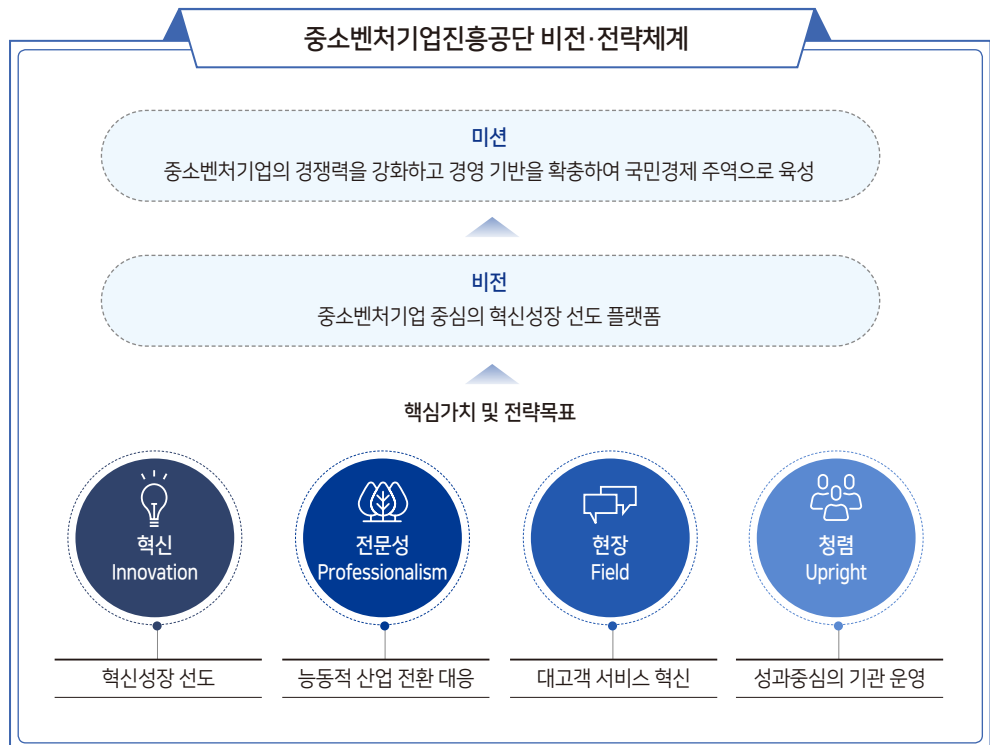 중소벤처기업진흥공단 비전·전략체계
미션
중소벤처기업의 경쟁력을 강화하고 경영 기반을 확충하여 국민경제 주역으로 육성
비전
중소벤처기업 중심의 혁신성장 선도 플랫폼
핵심가치 및 전략목표
혁신
Innovation
전문성
Professionalism
현장
Field
청렴
Upright
혁신성장 선도
능동적 산업 전환 대응
대고객 서비스 혁신
성과중심의 기관 운영